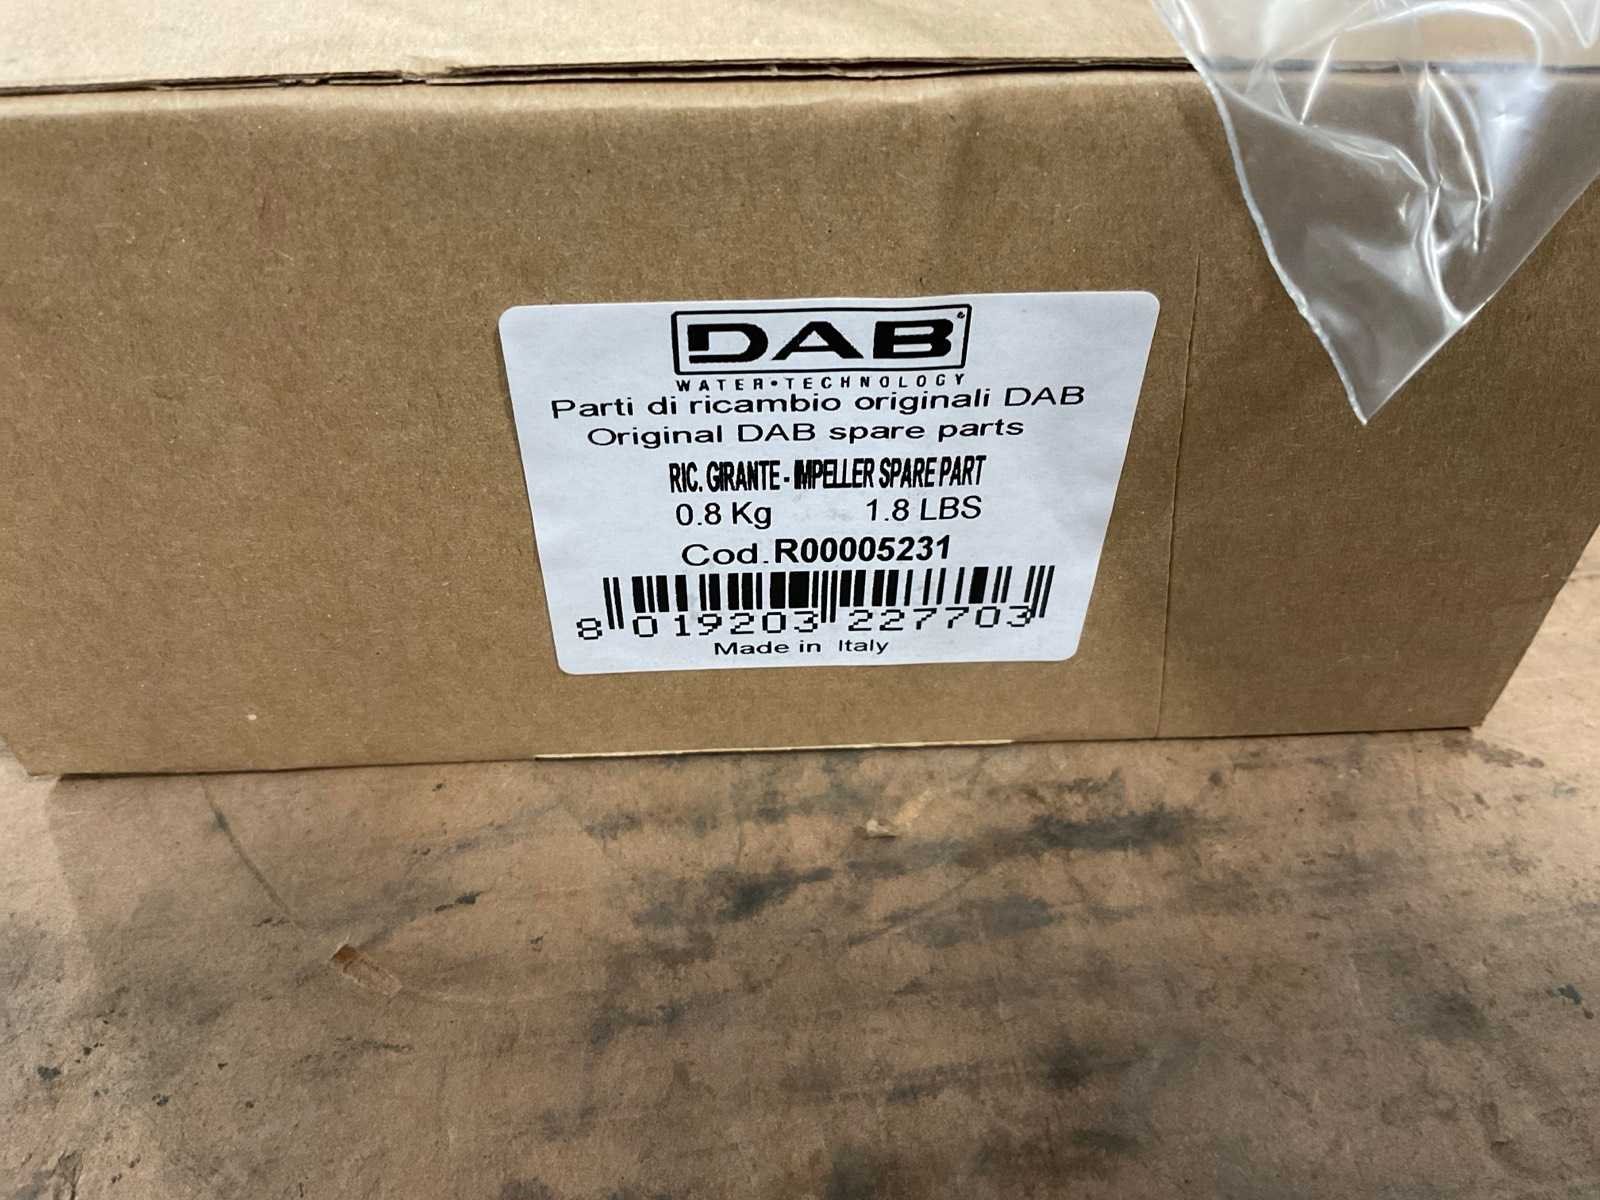 DAB®
WATER•TECHNOLOGY
Parti di ricambio originali DAB
Original DAB spare parts
RIC. GIRANTE - IMPELLER SPARE PART
0.8 Kg 1.8 LBS
Cod. R00005231
8 019203 227703
Made in Italy